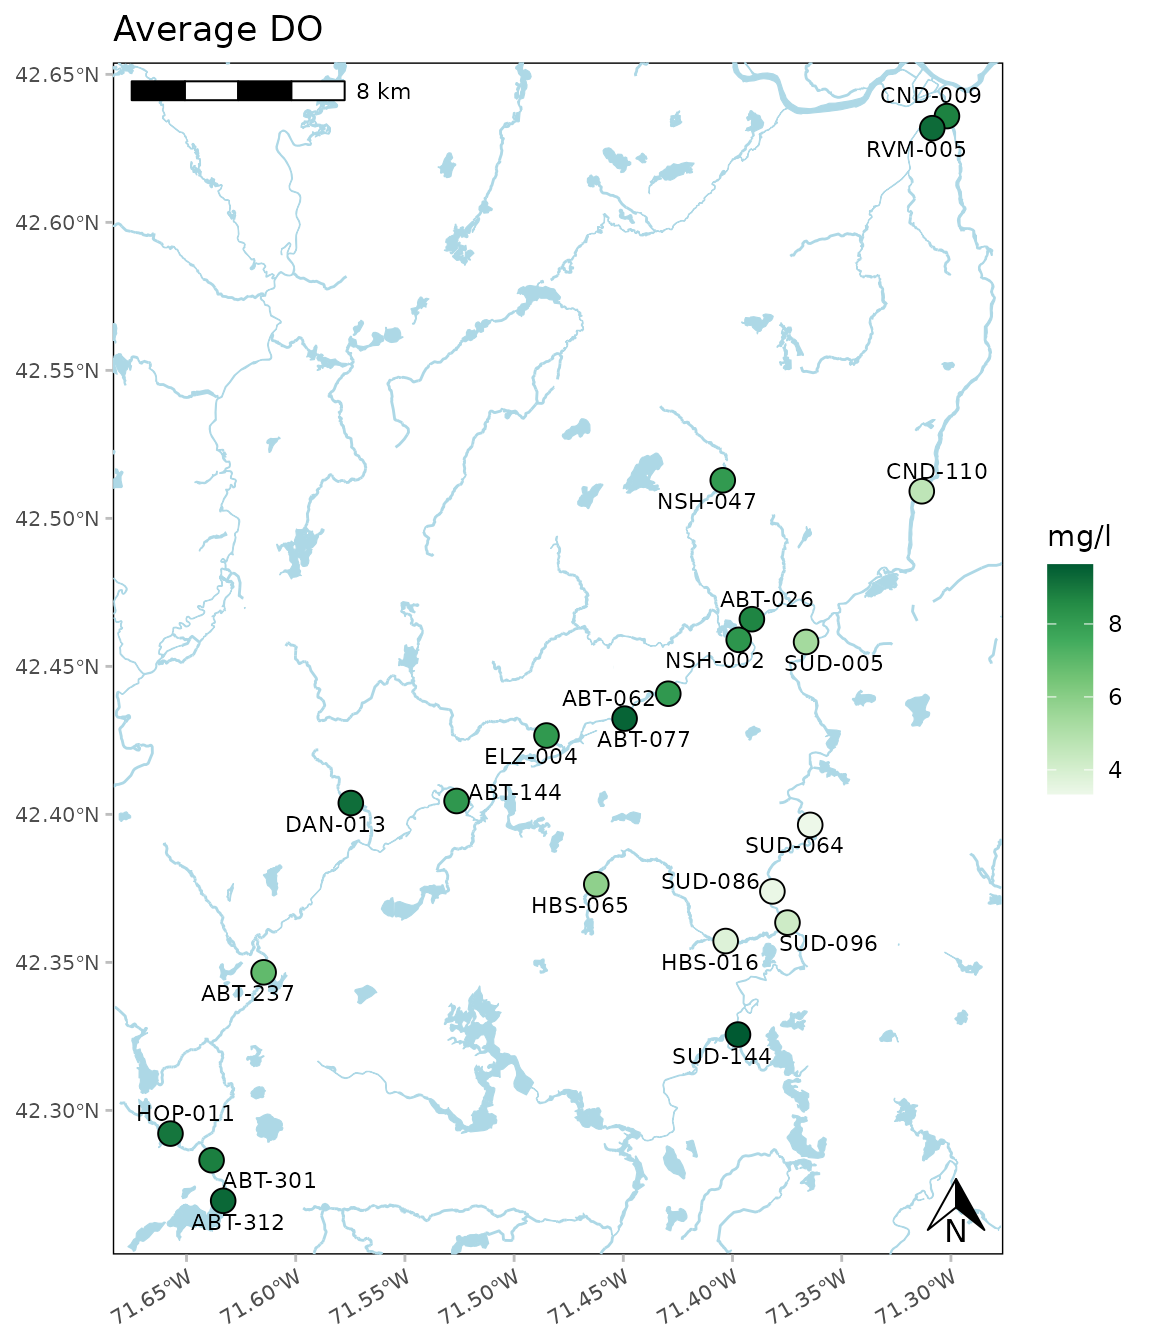 Average DO
42.65°N
42.60°N
42.55°N
42.50°N
42.45°N
42.40°N
42.35°N
42.30°N
8 km
CND-009
RVM-005
CND-110
NSH-047
ABT-026
NSH-002
SUD-005
ABT-062
ABT-077
ELZ-004
ABT-144
DAN-013
SUD-064
SUD-086
HBS-065
SUD-096
HBS-016
ABT-237
SUD-144
HOP-011
ABT-301
ABT-312
N
71.65°W
71.60°W
71.55°W
71.50°W
71.45°W
71.40°W
71.35°W
71.30°W
mg/l
8
6
4